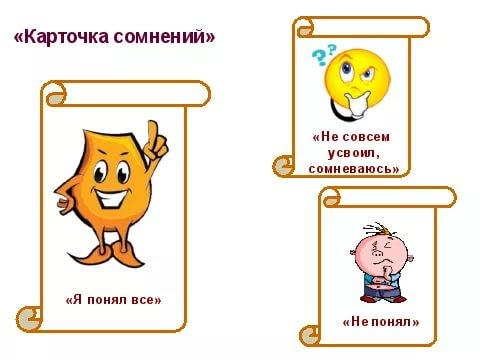 «Карточка сомнений»
??
«Не совсем
усвоил,
сомневаюсь»
«Я понял все»
«Не понял»